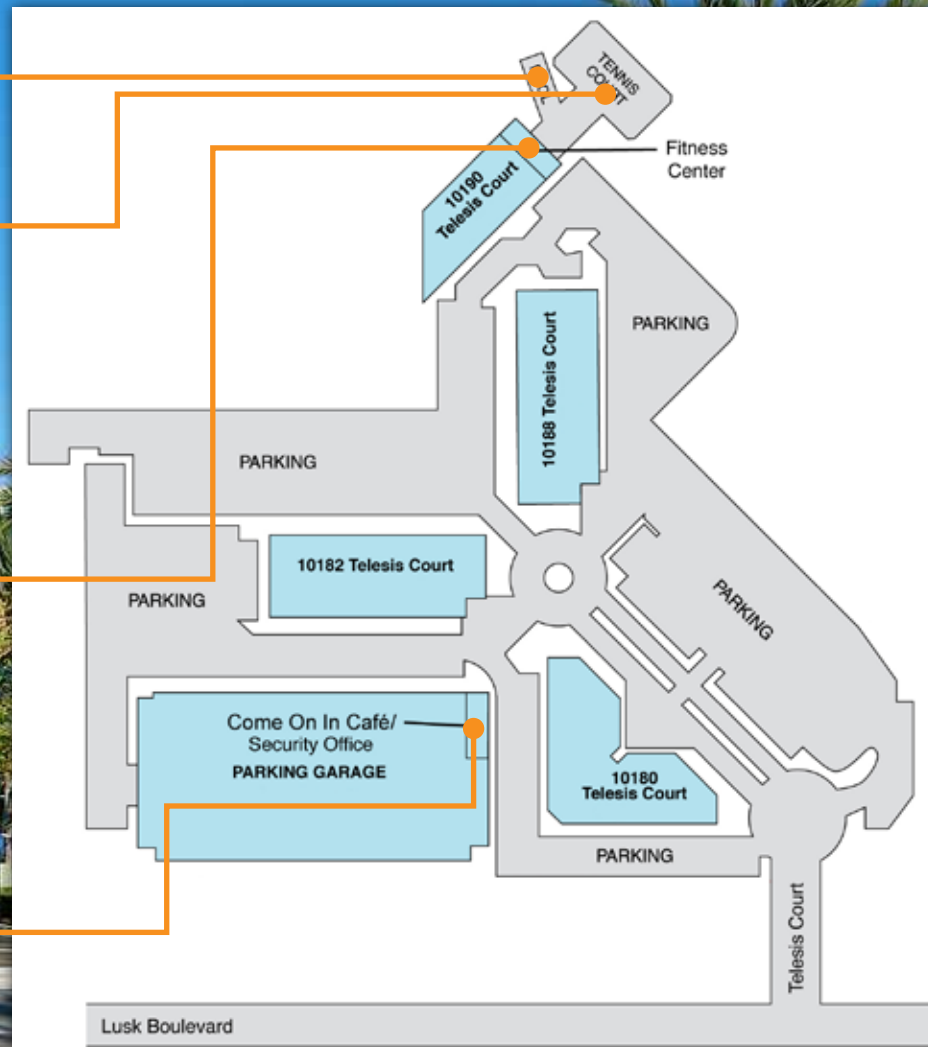 TENNIS
COURT
Fitness
Center
10190
Telesis Court
PARKING
10188 Telesis Court
PARKING
10182 Telesis Court
PARKING
PARKING
Come On In Café/
Security Office
PARKING GARAGE
10180
Telesis Court
PARKING
Telesis Court
Lusk Boulevard